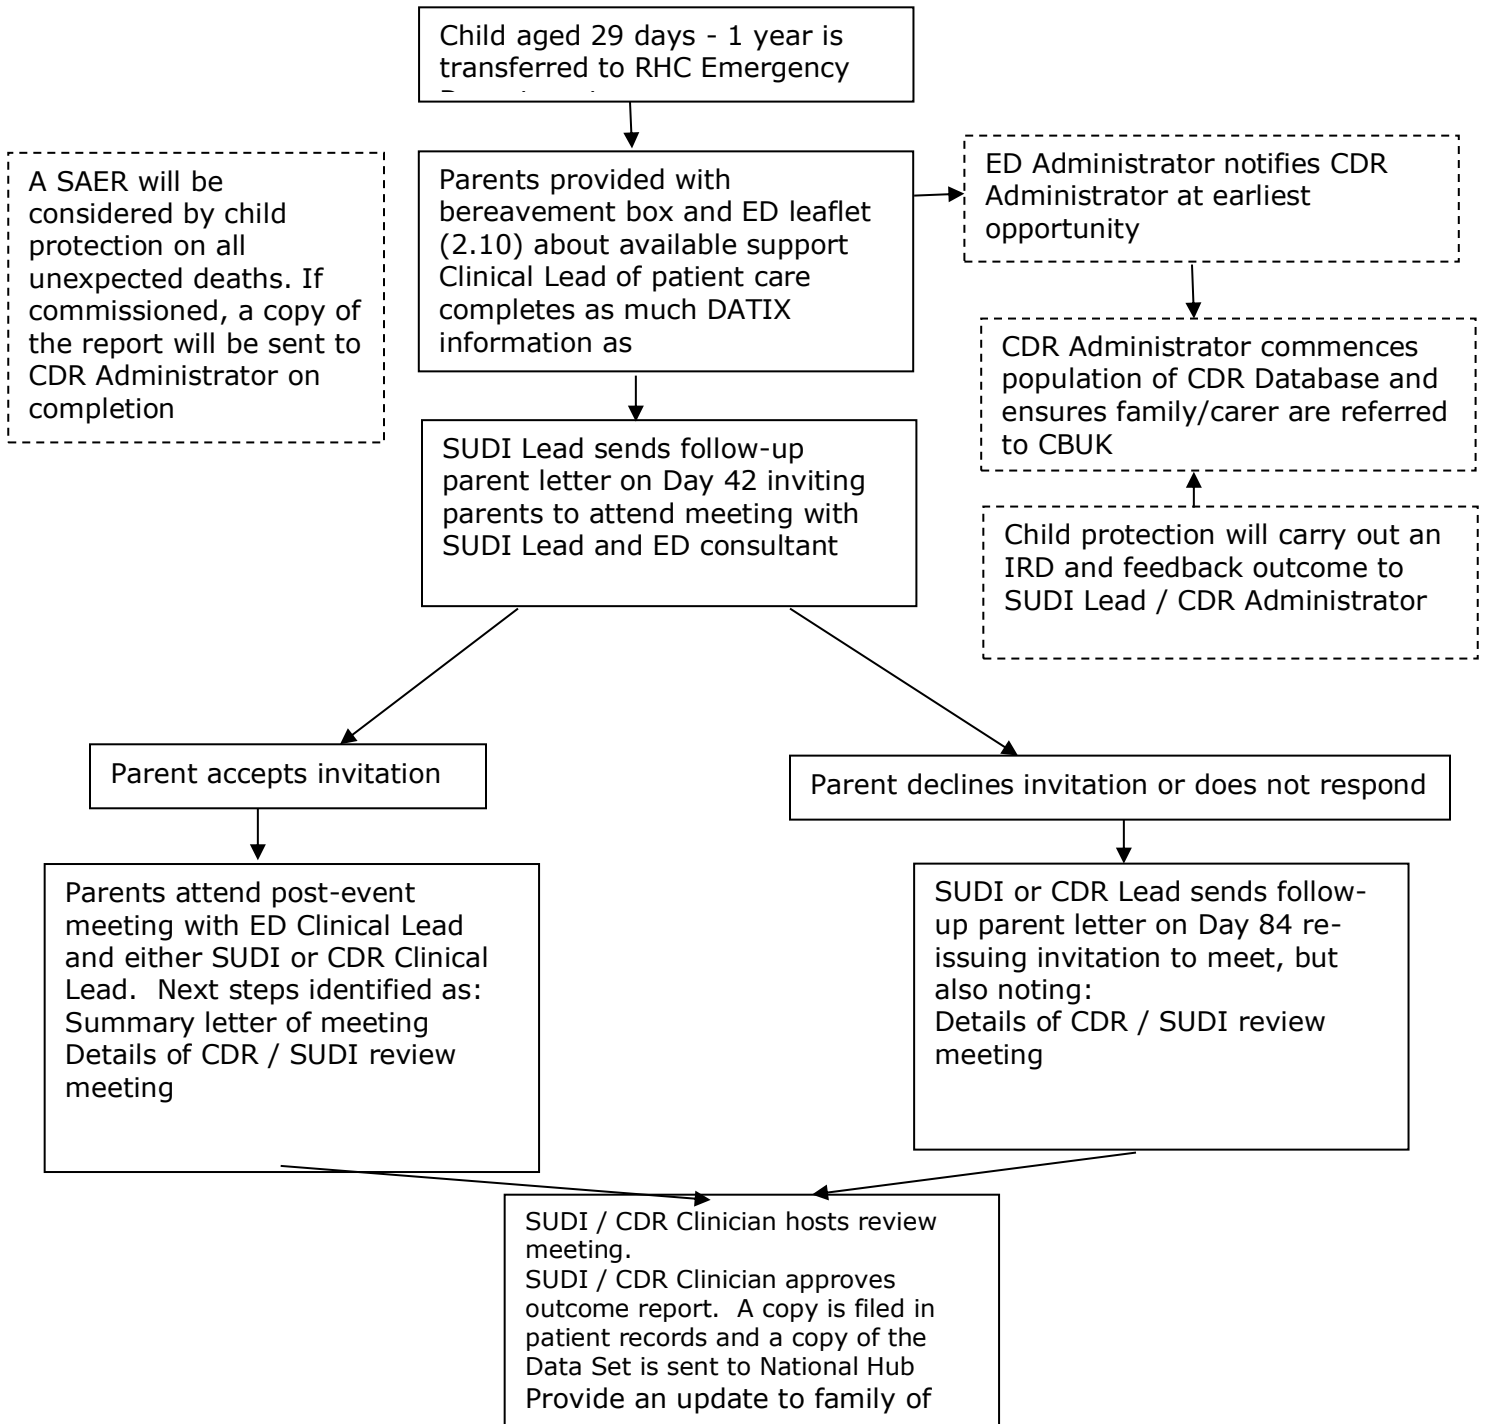 Child aged 29 days - 1 year is
transferred to RHC Emergency
A SAER will be
considered by child
protection on all
unexpected deaths. If
commissioned, a copy of
the report will be sent to
CDR Administrator on
completion
Parents provided with
bereavement box and ED leaflet
(2.10) about available support
Clinical Lead of patient care
completes as much DATIX
information as
ED Administrator notifies CDR
Administrator at earliest
opportunity
CDR Administrator commences
population of CDR Database and
ensures family/carer are referred
to CBUK
Child protection will carry out an
IRD and feedback outcome to
SUDI Lead / CDR Administrator
SUDI Lead sends follow-up
parent letter on Day 42 inviting
parents to attend meeting with
SUDI Lead and ED consultant
Parent accepts invitation
Parent declines invitation or does not respond
Parents attend post-event
meeting with ED Clinical Lead
and either SUDI or CDR Clinical
Lead.  Next steps identified as:
Summary letter of meeting
Details of CDR / SUDI review
meeting
SUDI or CDR Lead sends follow-
up parent letter on Day 84 re-
issuing invitation to meet, but
also noting:
Details of CDR / SUDI review
meeting
SUDI / CDR Clinician hosts review
meeting.
SUDI / CDR Clinician approves
outcome report.  A copy is filed in
patient records and a copy of the
Data Set is sent to National Hub
Provide an update to family of